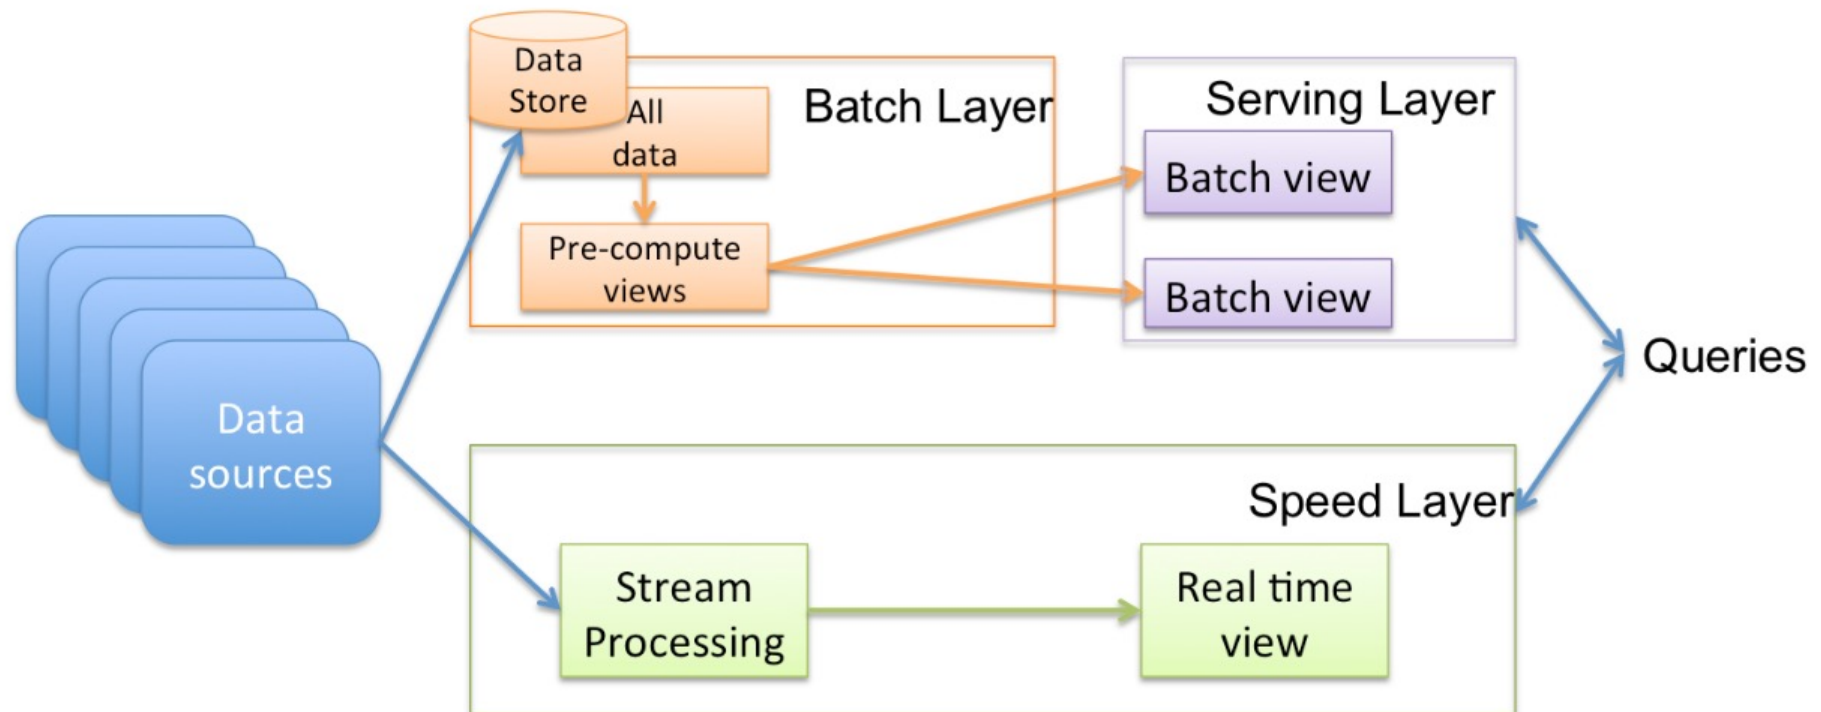 Data
Store
All
data
Batch Layer
Pre-compute
views
Serving Layer
Batch view
Batch view
Queries
Data
sources
Speed Layer
Stream
Processing
Real time
view